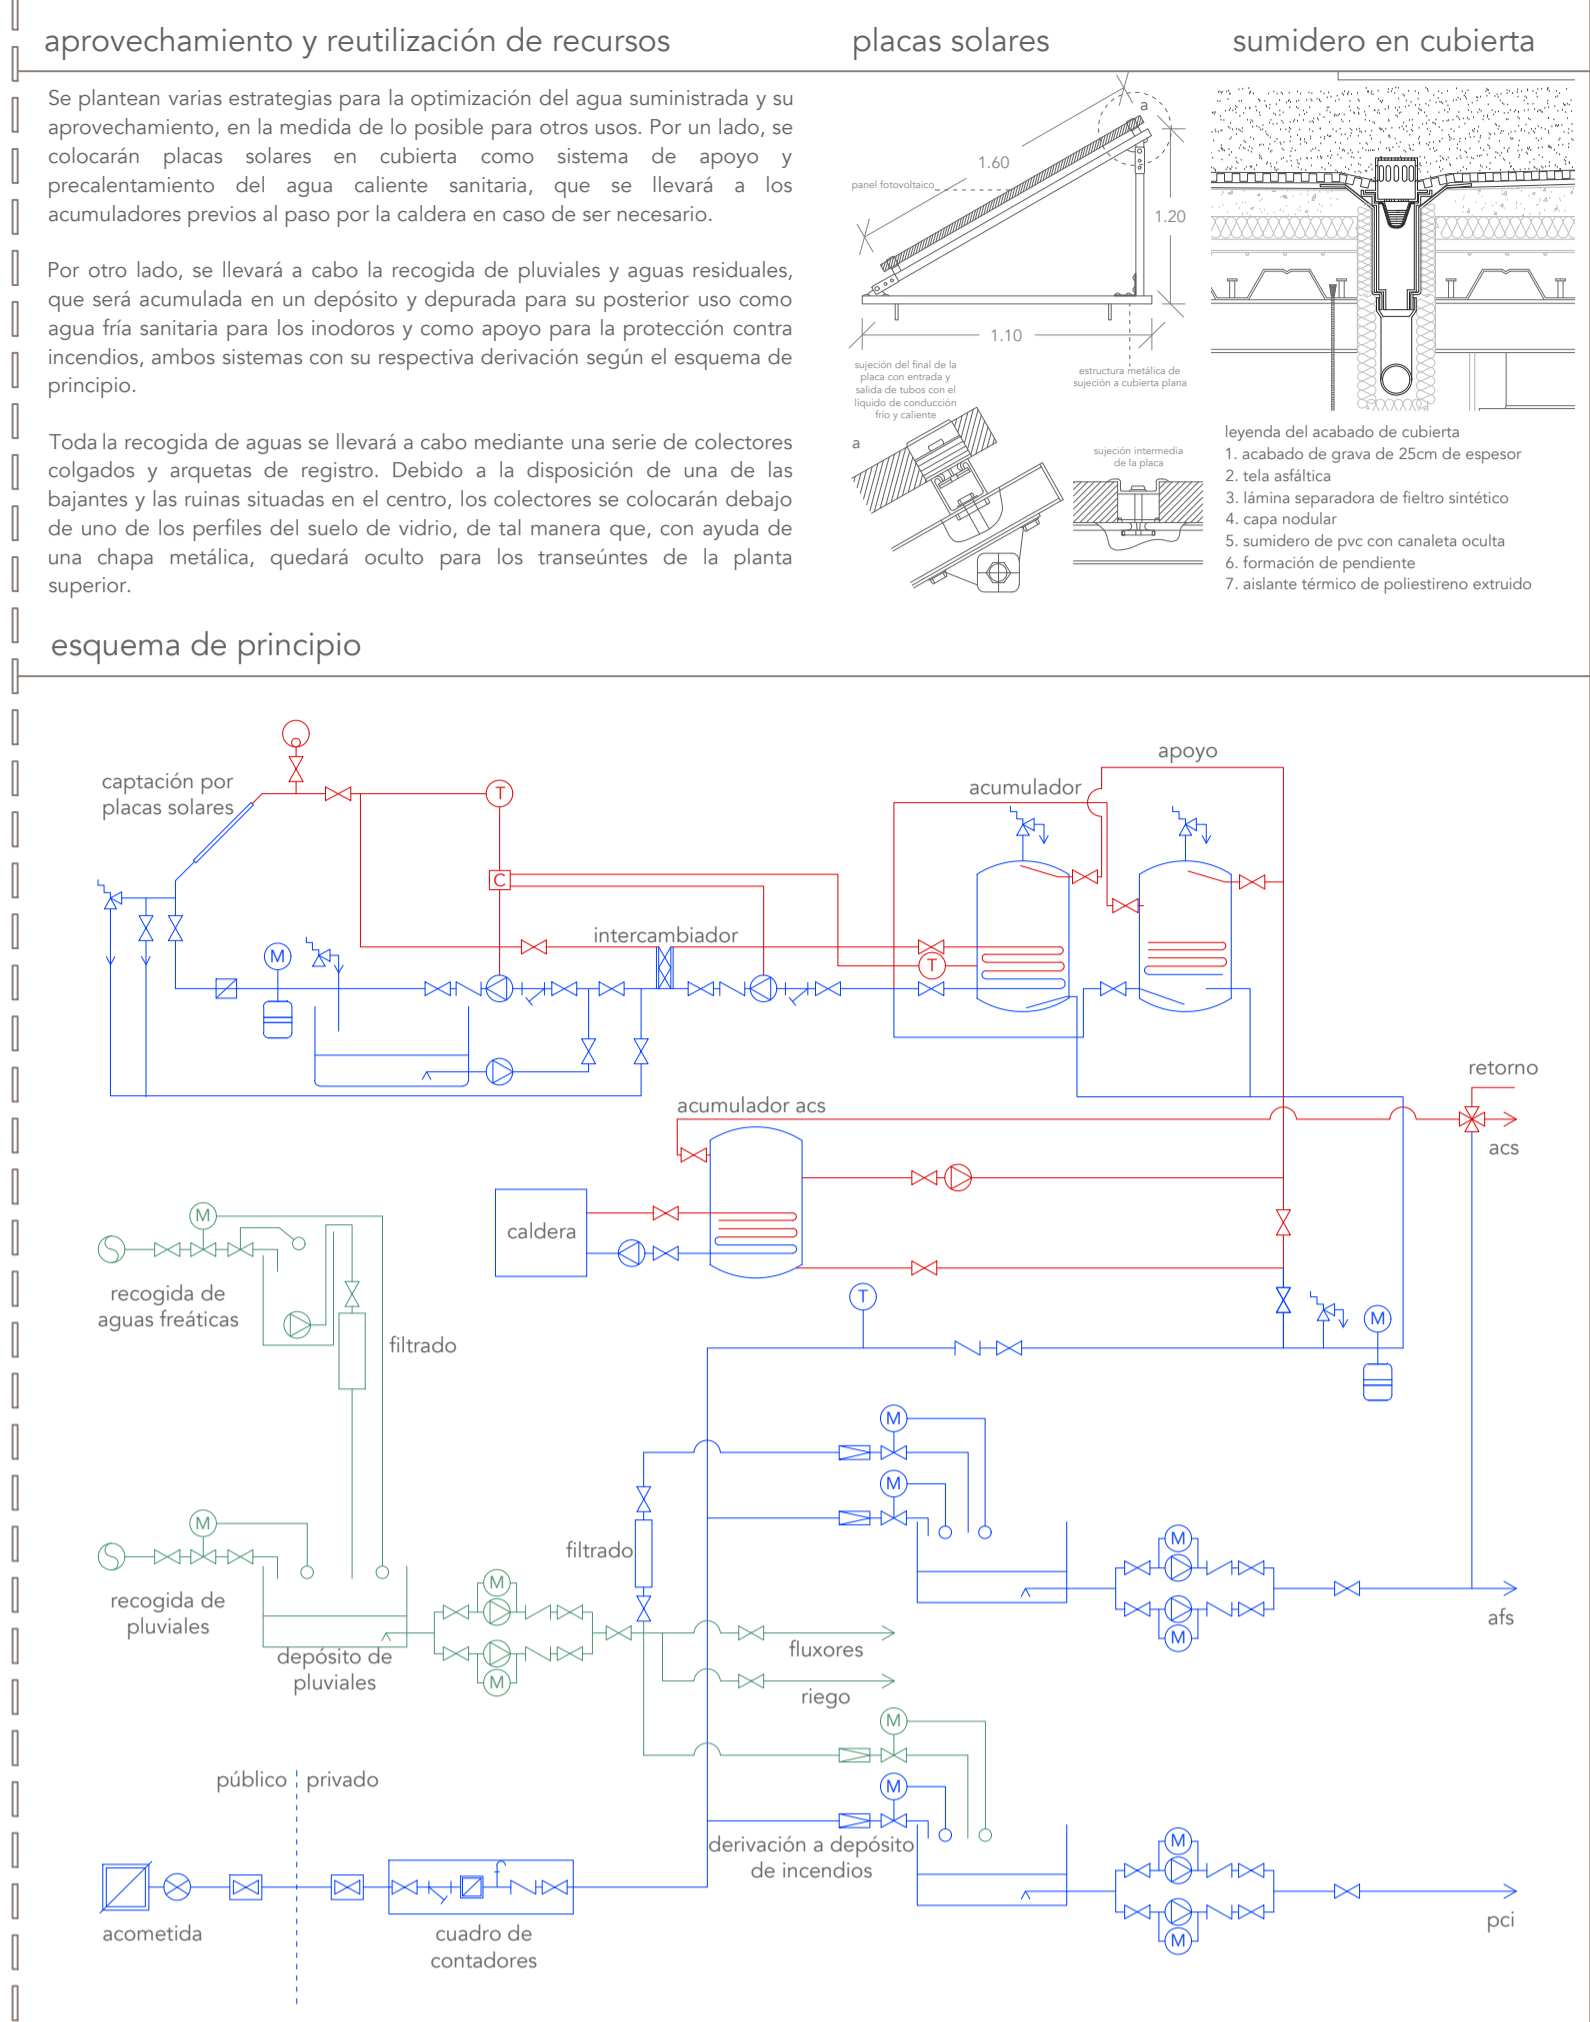 aprovechamiento y reutilización de recursos
Se plantean varias estrategias para la optimización del agua suministrada y su
aprovechamiento, en la medida de lo posible para otros usos. Por un lado, se
colocarán placas solares en cubierta como sistema de apoyo y
precalentamiento del agua caliente sanitaria, que se llevará a los
acumuladores previos al paso por la caldera en caso de ser necesario.
Por otro lado, se llevará a cabo la recogida de pluviales y aguas residuales,
que será acumulada en un depósito y depurada para su posterior uso como
agua fría sanitaria para los inodoros y como apoyo para la protección contra
incendios, ambos sistemas con su respectiva derivación según el esquema de
principio.
Toda la recogida de aguas se llevará a cabo mediante una serie de colectores
colgados y arquetas de registro. Debido a la disposición de una de las
bajantes y las ruinas situadas en el centro, los colectores se colocarán debajo
de uno de los perfiles del suelo de vidrio, de tal manera que, con ayuda de
una chapa metálica, quedará oculto para los transeúntes de la planta
superior.
placas solares
a
1.60
panel fotovoltaico
1.20
1.10
sujeción del final de la
placa con entrada y
salida de tubos con el
líquido de conducción
frío y caliente
estructura metálica de
sujeción a cubierta plana
a
sujeción intermedia
de la placa
sumidero en cubierta
leyenda del acabado de cubierta
1. acabado de grava de 25cm de espesor
2. tela asfáltica
3. lámina separadora de fieltro sintético
4. capa nodular
5. sumidero de pvc con canaleta oculta
6. formación de pendiente
7. aislante térmico de poliestireno extruido
esquema de principio
captación por
placas solares
T
C
M
intercambiador
acumulador
apoyo
T
retorno
acs
acumulador acs
caldera
M
recogida de
aguas freáticas
filtrado
T
M
M
M
filtrado
M
M
afs
M
recogida de
pluviales
depósito de
pluviales
M
M
fluxores
riego
M
M
derivación a depósito
de incendios
M
M
pci
público
privado
acometida
cuadro de
contadores